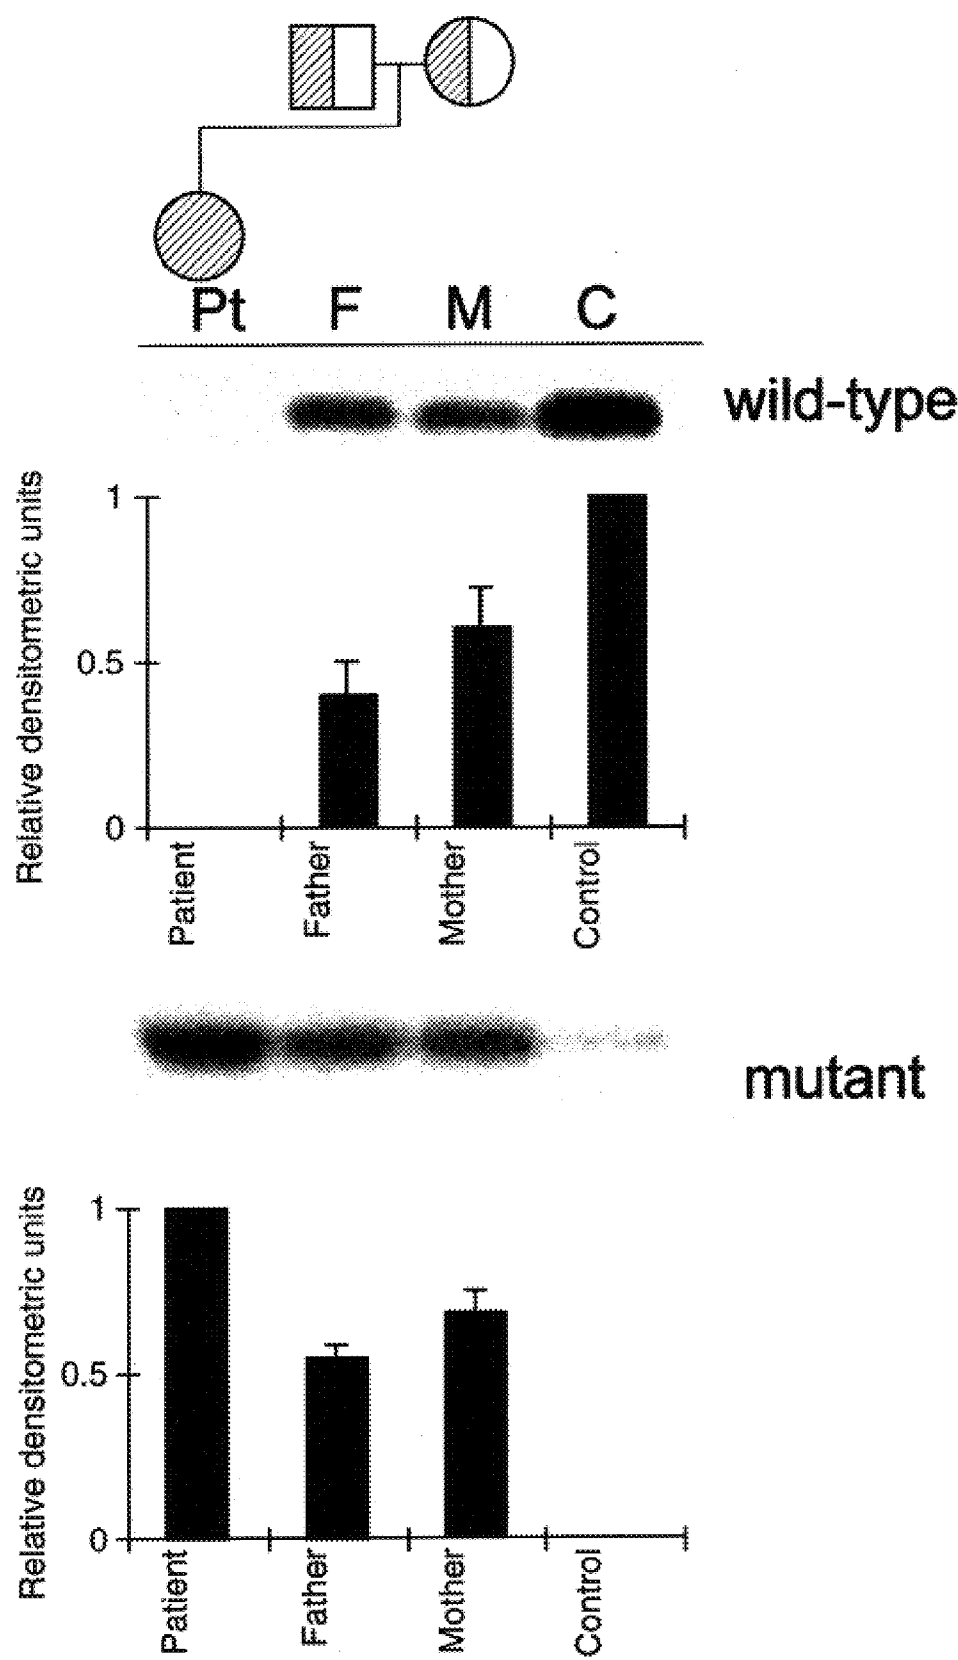 Pt F M C
wild-type
Relative densitometric units
1
0.5
0
Patient
Father
Mother
Control
mutant
Relative densitometric units
1
0.5
0
Patient
Father
Mother
Control